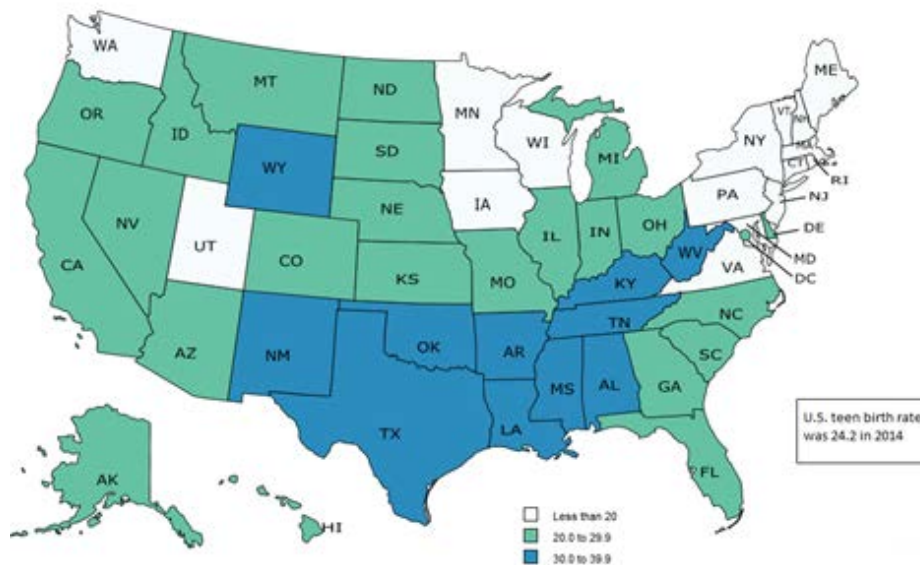 WA
ME
MT
ND
MN
VT
NH
OR
ID
WI
NY
MA
SD
MI
CT
RI
WY
IA
PA
NJ
NE
NV
OH
DE
IL
IN
UT
WV
MD
CA
CO
VA
DC
KS
MO
KY
NC
TN
AZ
OK
NM
AR
SC
MS
AL
GA
U.S. teen birth rate
was 24.2 in 2014
TX
LA
FL
AK
HI
Less than 20
20.0 to 29.9
30.0 to 39.9